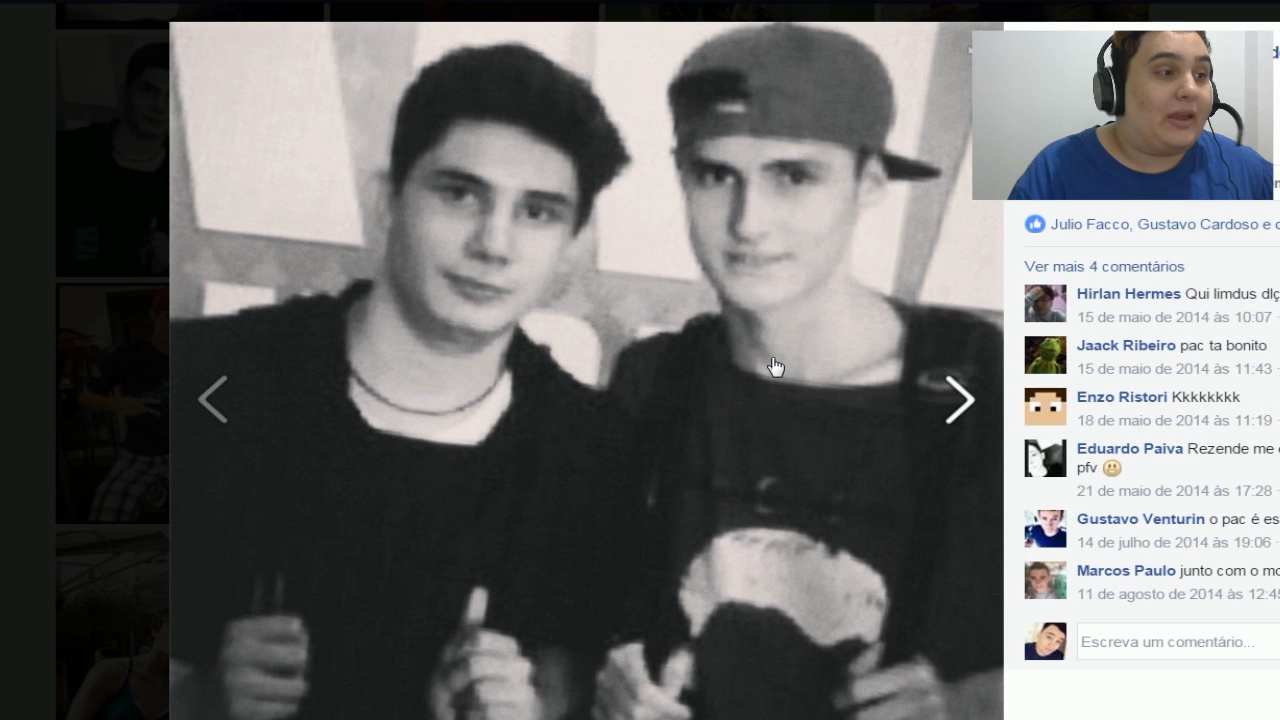 Julio Facco, Gustavo Cardoso e
Ver mais 4 comentários
Hirlan Hermes Qui limdus
15 de maio de 2014 às 10:07 ·
Jaack Ribeiro pac ta bonito
15 de maio de 2014 às 11:43 ·
Enzo Ristori Kkkkkkkk
18 de maio de 2014 às 11:19 ·
Eduardo Paiva Rezende me
pfv
21 de maio de 2014 às 17:28 ·
Gustavo Venturin o pac é
14 de julho de 2014 às 19:06 ·
Marcos Paulo junto com o
11 de agosto de 2014 às
Escreva um comentário...